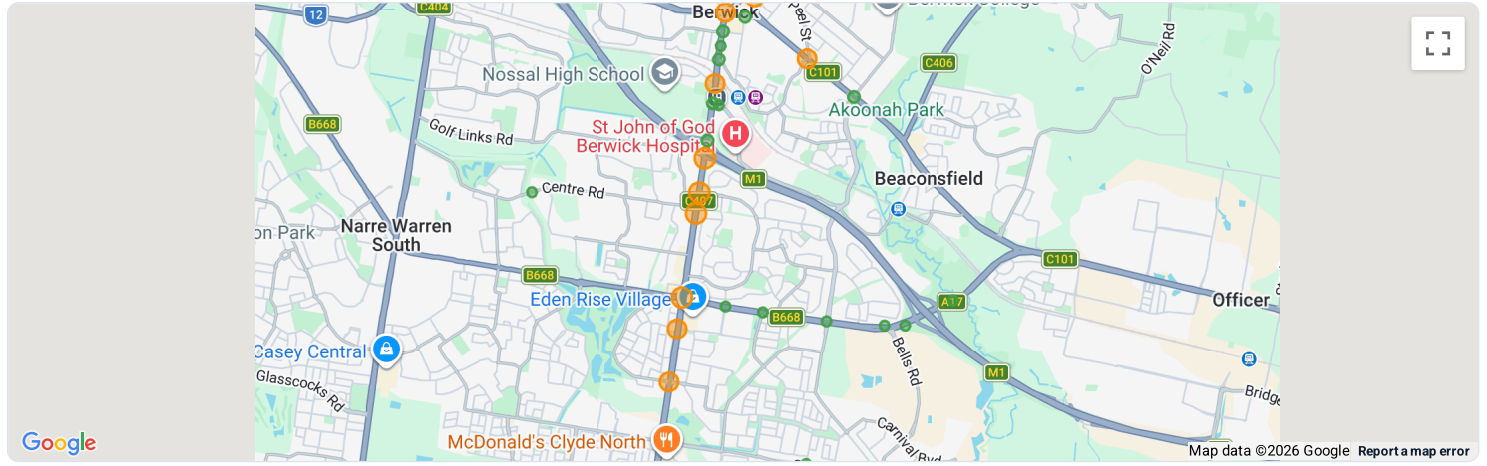 12
C404
Berwick
Peel St
Berwick College
O'Neil Rd
Nossal High School
C101
C406
Akoonah Park
B668
Golf Links Rd
St John of God
Berwick Hospital
M1
Beaconsfield
Centre Rd
C407
Narre Warren
South
on Park
C101
B668
Eden Rise Village
B668
A17
Officer
Casey Central
Bells Rd
Glasscocks Rd
M1
Bridge
McDonald's Clyde North
Carnival Blvd
Google
Map data ©2026 Google
Report a map error